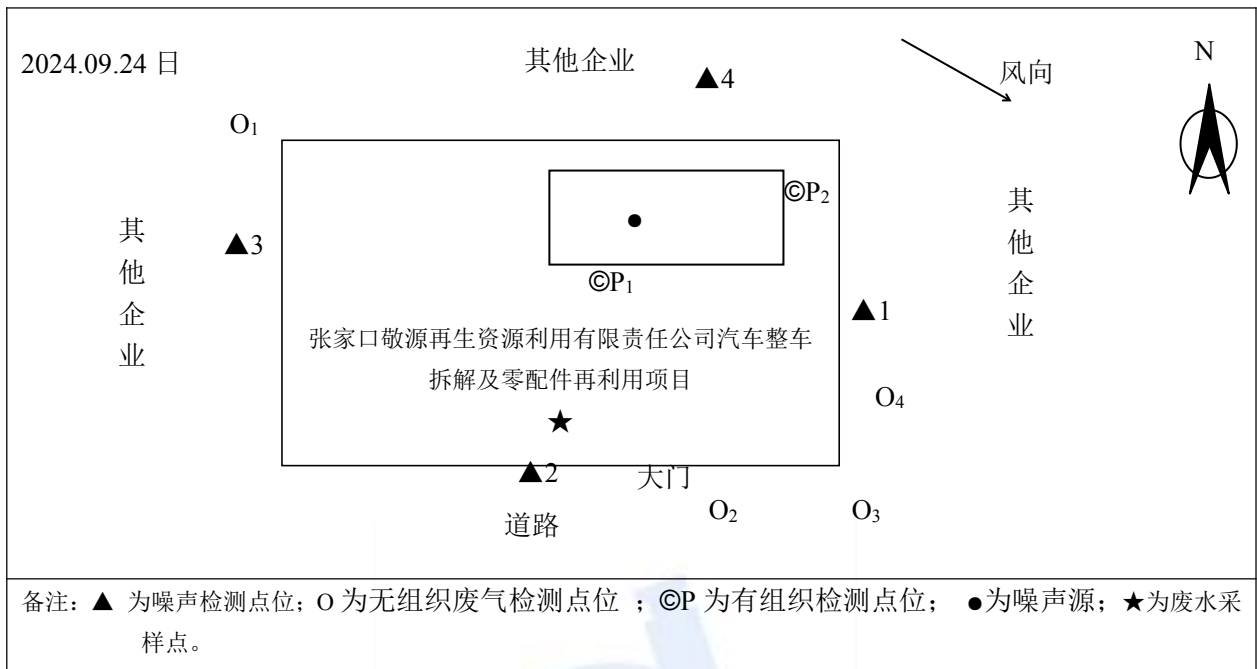 2024.09.24 日
其他企业
▲4
风向
N
O1
©P2
其他企业
▲3
其他企业
©P1
▲1
张家口敬源再生资源利用有限责任公司汽车整车
拆解及零配件再利用项目
O4
★
▲2
大门
道路
O2
O3
备注：▲ 为噪声检测点位；O 为无组织废气检测点位 ；©P 为有组织检测点位； ●为噪声源；★为废水采
样点。